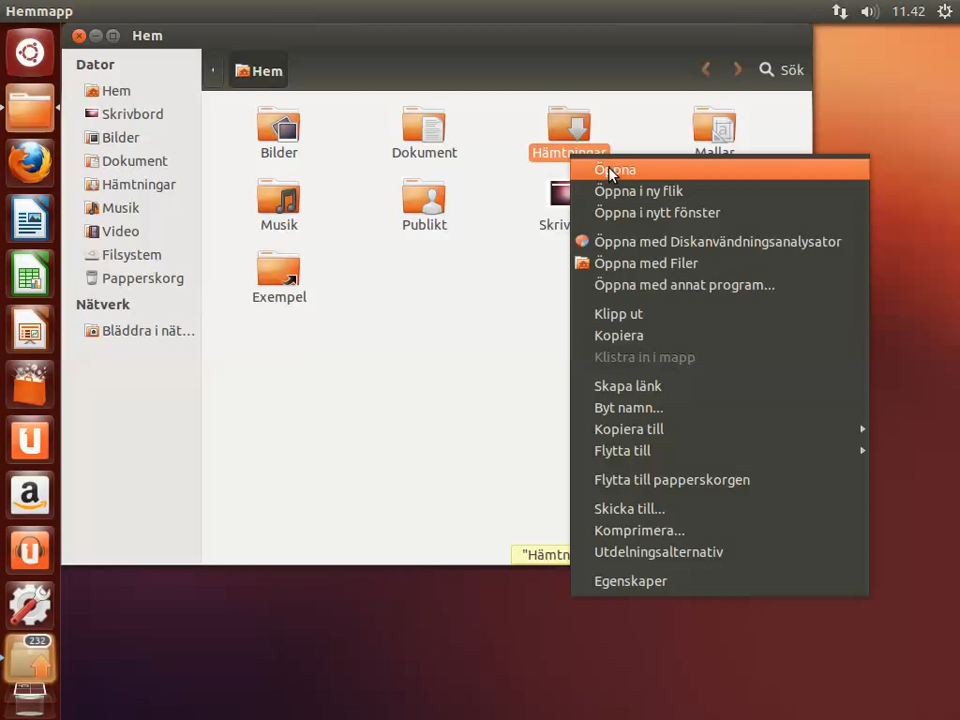 Hemmapp
11.42
Hem
Dator
Hem
Skrivbord
Bilder
Dokument
Hämtningar
Musik
Video
Filsystem
Papperskorg
Nätverk
Bläddra i nät...
Hem
Sök
Bilder
Dokument
Hämtningar
Mallar
Musik
Publikt
Skri
Exempel
"Hämtn
Öppna
Öppna i ny flik
Öppna i nytt fönster
Öppna med Diskanvändningsanalysator
Öppna med Filer
Öppna med annat program...
Klipp ut
Kopiera
Klistra in i mapp
Skapa länk
Byt namn...
Kopiera till
Flytta till
Flytta till papperskorgen
Skicka till...
Komprimera...
Utdelningsalternativ
Egenskaper
232